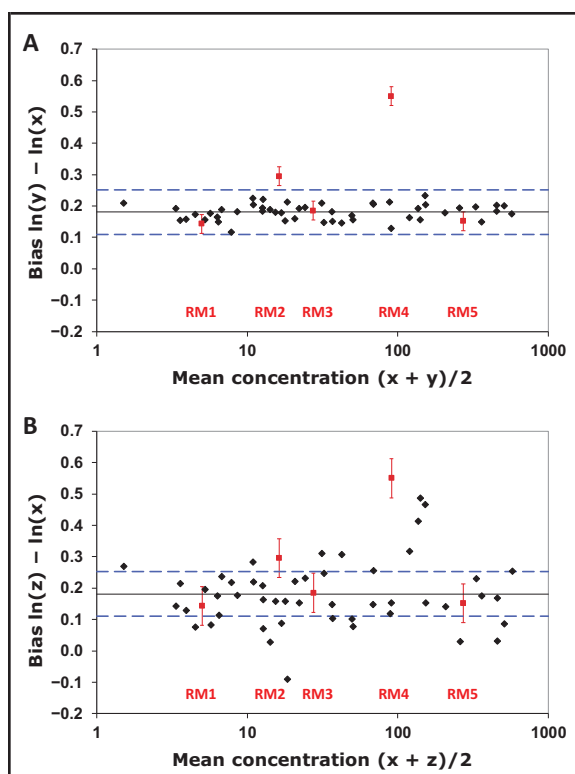 A
0.7
0.6
0.5
0.4
0.3
0.2
0.1
0.0
−0.1
−0.2
Bias ln(y) − ln(x)
RM1 RM2 RM3 RM4 RM5
1 10 100 1000
Mean concentration (x + y)/2
B
0.7
0.6
0.5
0.4
0.3
0.2
0.1
0.0
−0.1
−0.2
Bias ln(z) − ln(x)
RM1 RM2 RM3 RM4 RM5
1 10 100 1000
Mean concentration (x + z)/2